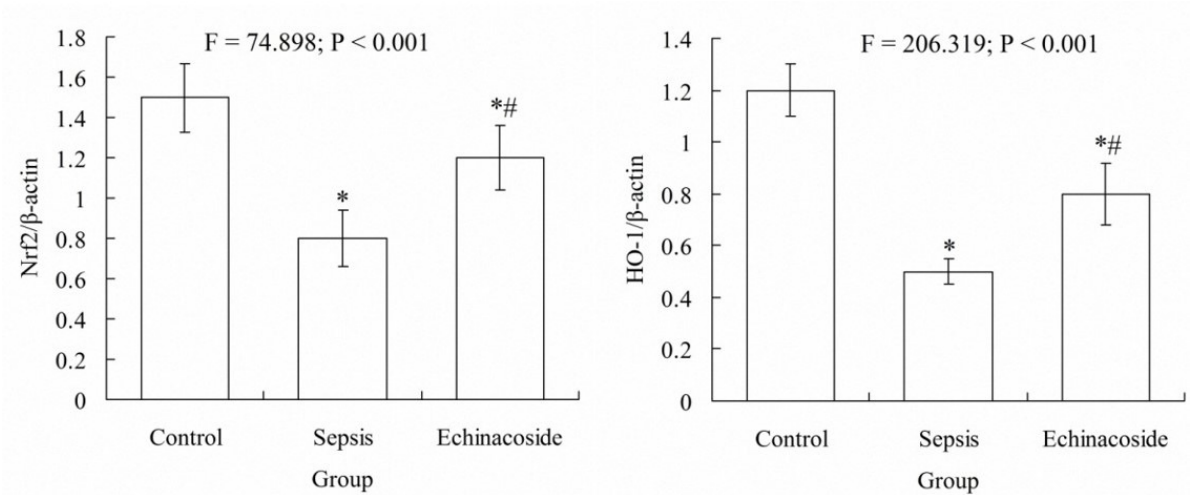 F = 74.898; P < 0.001
Nrf2/β-actin
1.8
1.6
1.4
1.2
1
0.8
0.6
0.4
0.2
0
*
*#
Control Sepsis Echinacoside
Group
F = 206.319; P < 0.001
HO-1/β-actin
1.4
1.2
1
0.8
0.6
0.4
0.2
0
*
*#
Control Sepsis Echinacoside
Group